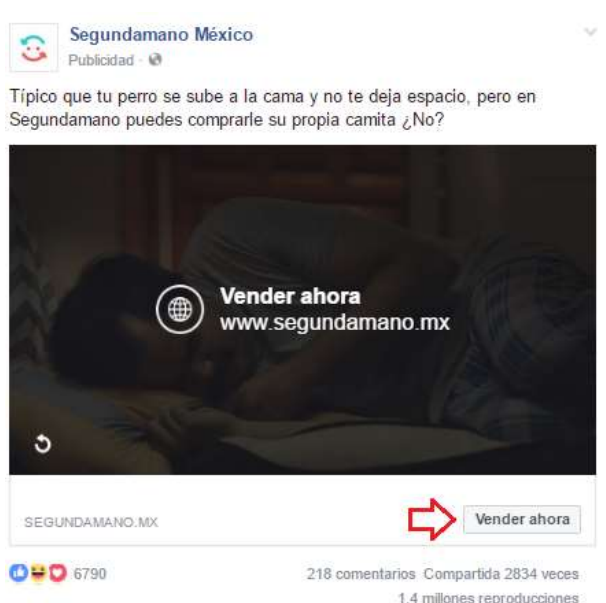 Segundamano México
Publicidad ·
Típico que tu perro se sube a la cama y no te deja espacio, pero en
Segundamano puedes comprarle su propia camita ¿No?
Vender ahora
www.segundamano.mx
SEGUNDAMANO.MX
Vender ahora
6790
218 comentarios Compartida 2834 veces
1.4 millones reproducciones